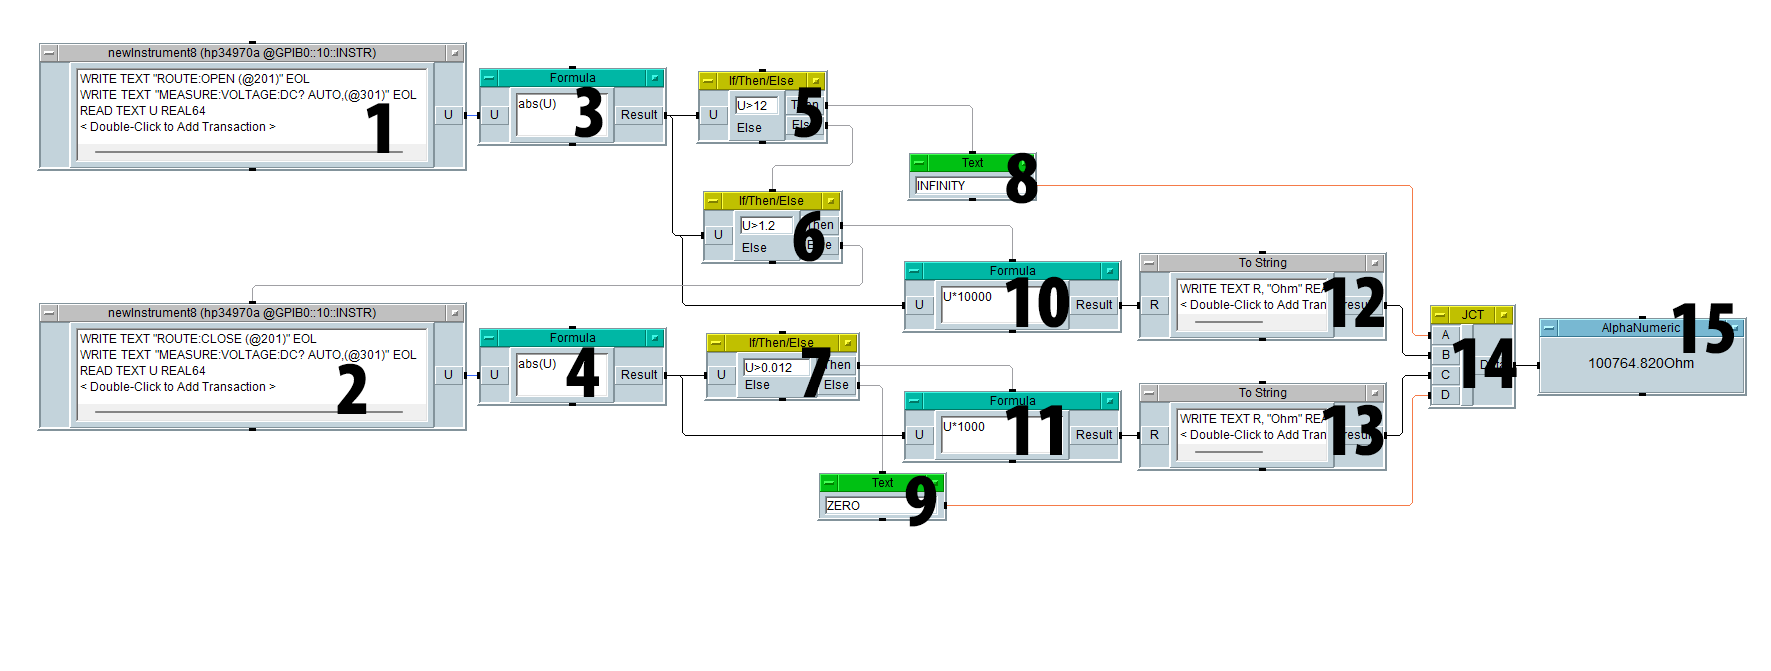 newInstrument8 (hp34970a @GPIB0::10::INSTR)
WRITE TEXT "ROUTE:OPEN (@201)" EOL
WRITE TEXT "MEASURE:VOLTAGE:DC? AUTO,(@301)" EOL
READ TEXT U REAL64
< Double-Click to Add Transaction >
U
1
Formula
U
abs(U)
Result
3
If/Then/Else
U
U>12
Else
Then
Else
5
Text
INFINITY
8
If/Then/Else
U
U>1.2
Else
Then
Else
6
Formula
U
U*10000
Result
10
To String
R
WRITE TEXT R, "Ohm" REA
< Double-Click to Add Tran
result
12
newInstrument8 (hp34970a @GPIB0::10::INSTR)
WRITE TEXT "ROUTE:CLOSE (@201)" EOL
WRITE TEXT "MEASURE:VOLTAGE:DC? AUTO,(@301)" EOL
READ TEXT U REAL64
< Double-Click to Add Transaction >
U
2
Formula
U
abs(U)
Result
4
If/Then/Else
U
U>0.012
Else
Then
Else
7
Formula
U
U*1000
Result
11
To String
R
WRITE TEXT R, "Ohm" REA
< Double-Click to Add Tran
result
13
Text
ZERO
9
JCT
A
B
C
D
14
AlphaNumeric
100764.820Ohm
15